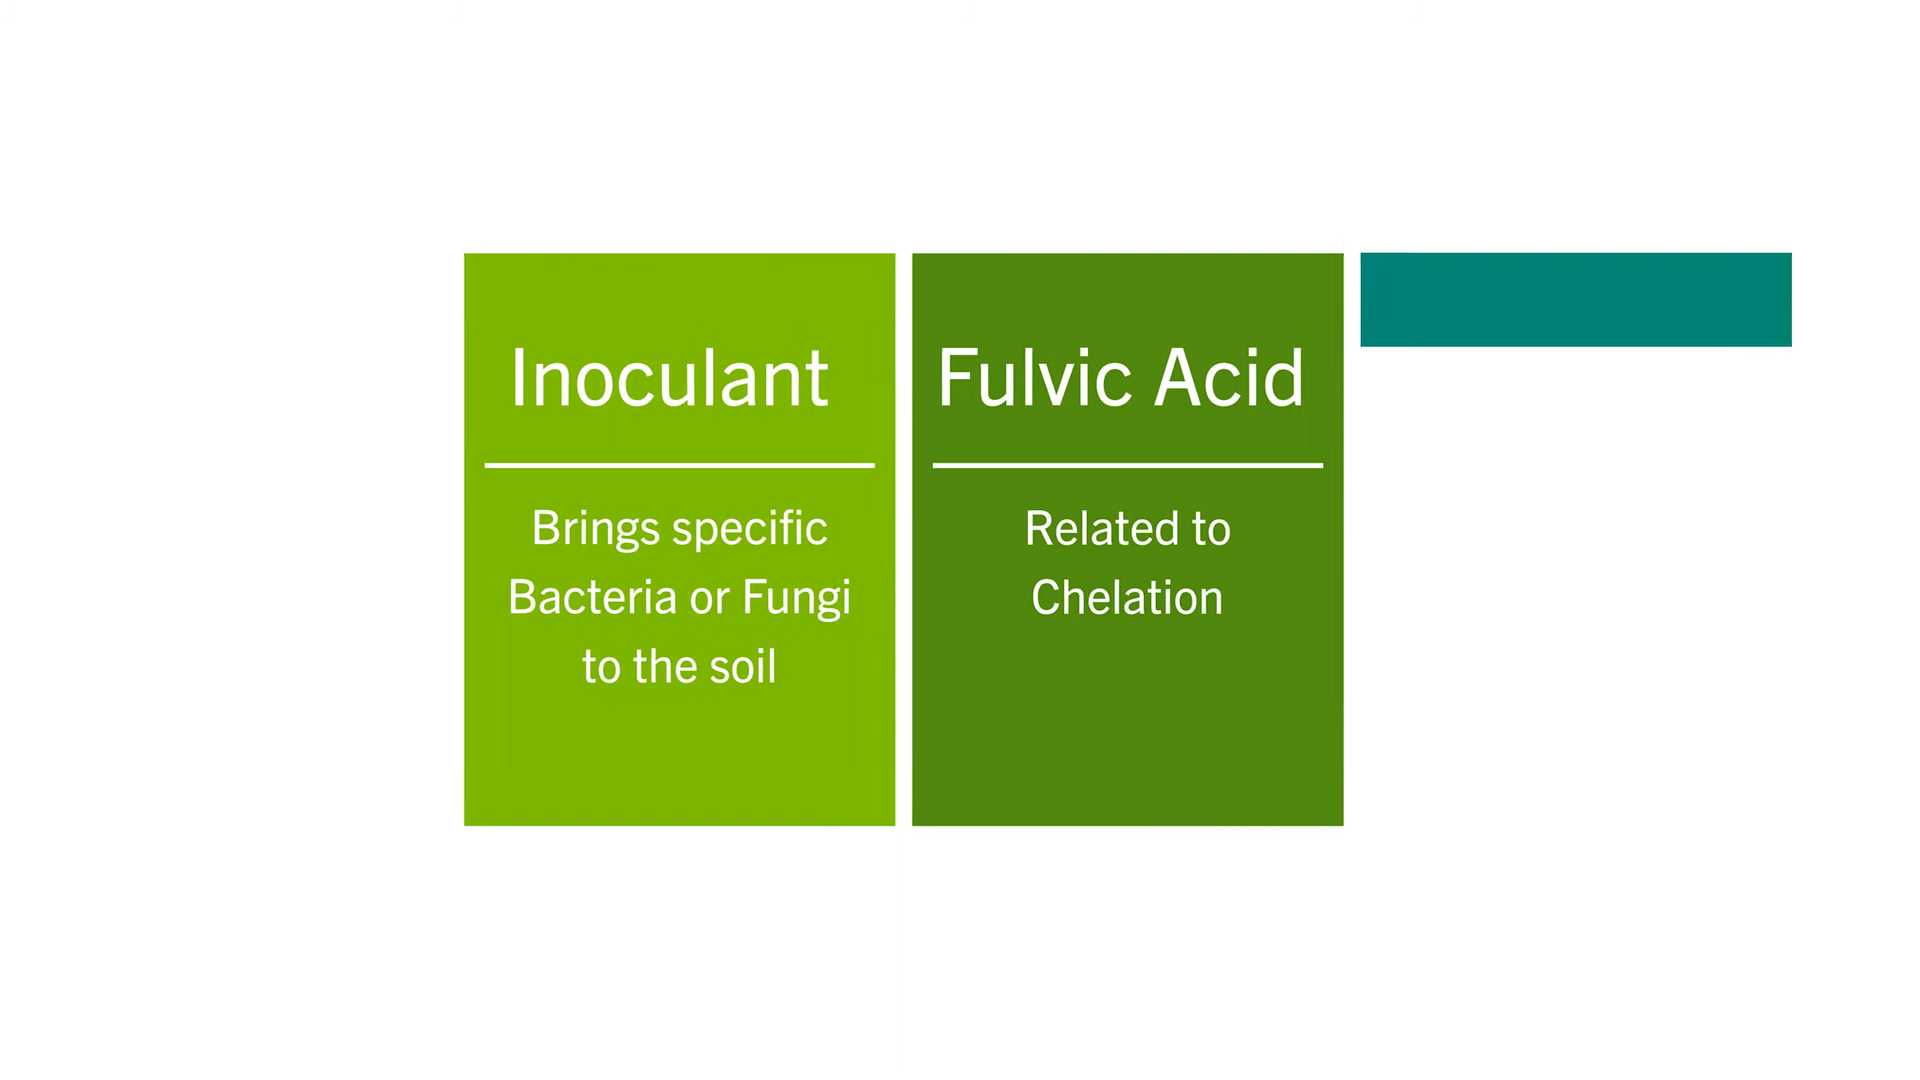 Inoculant
Brings specific
Bacteria or Fungi
to the soil
Fulvic Acid
Related to
Chelation